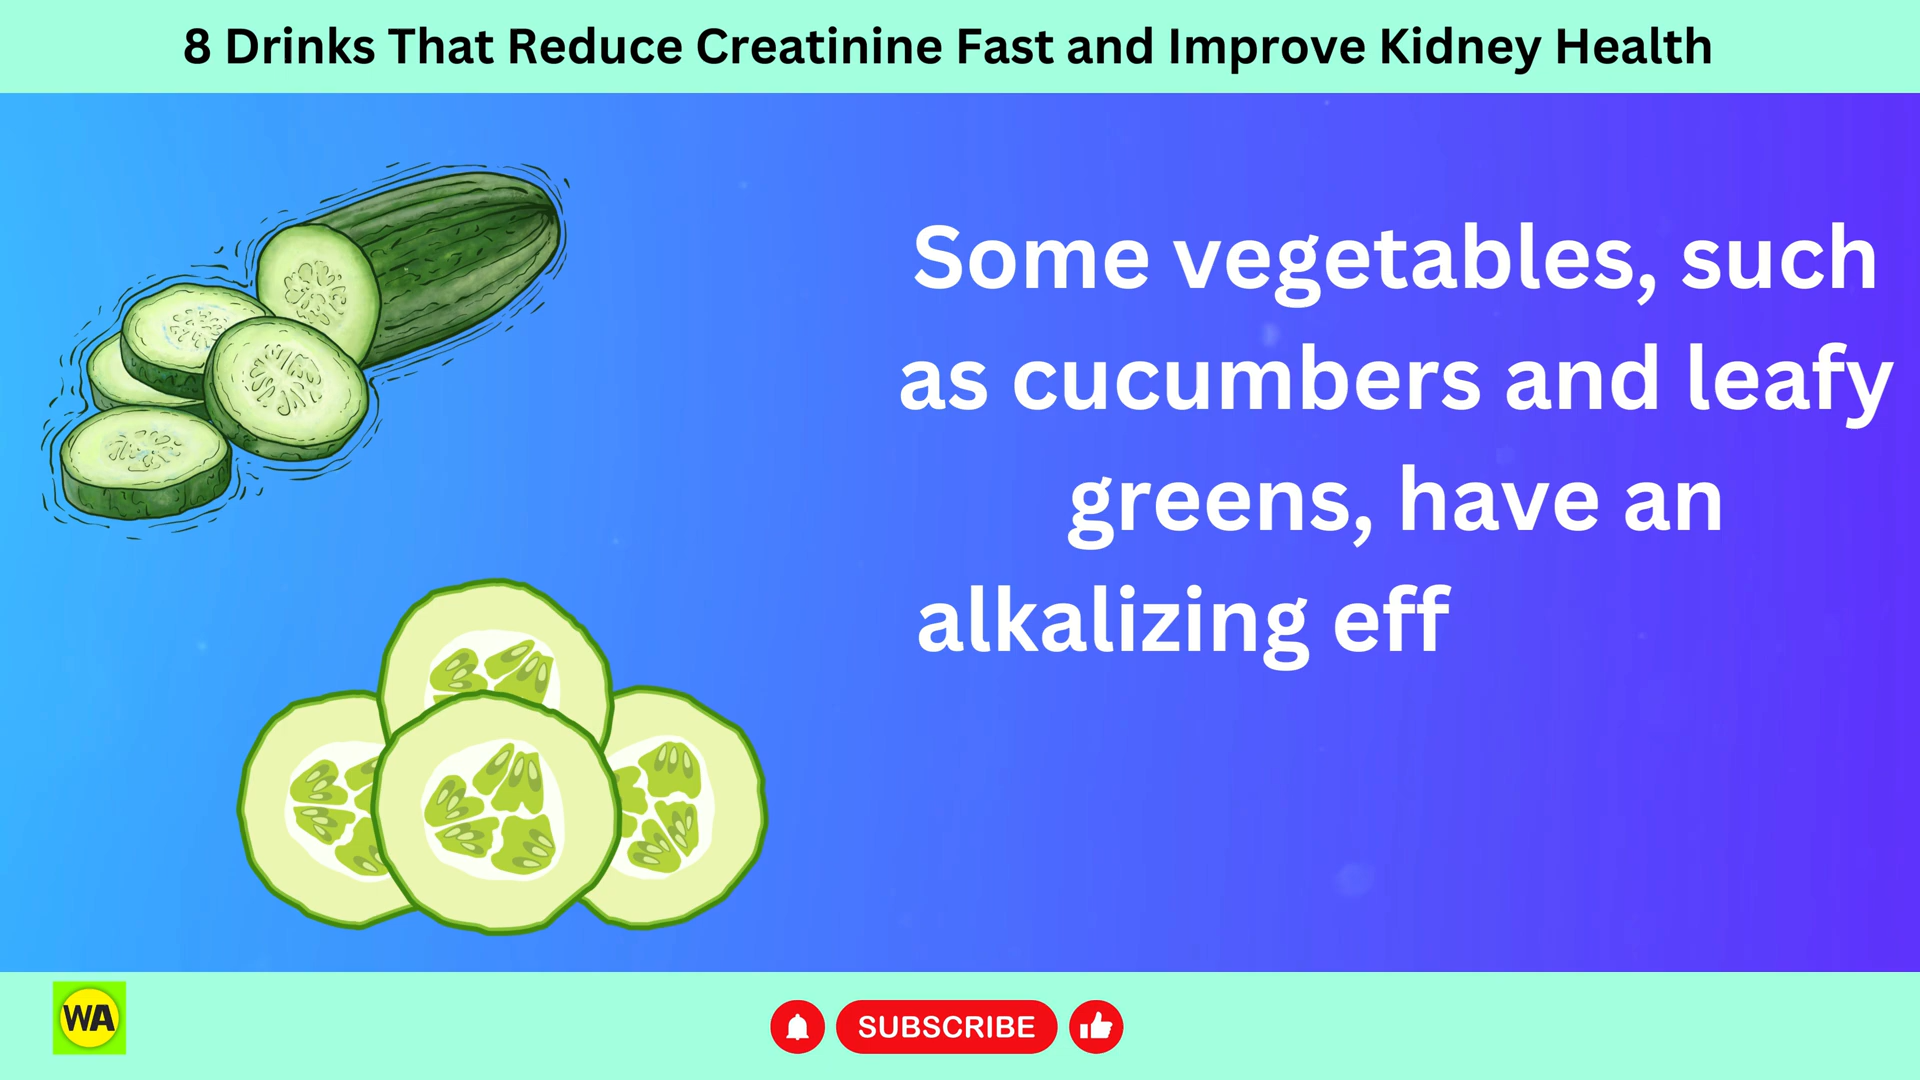 8 Drinks That Reduce Creatinine Fast and Improve Kidney Health
Some vegetables, such
as cucumbers and leafy
greens, have an
alkalizing eff
WA
SUBSCRIBE